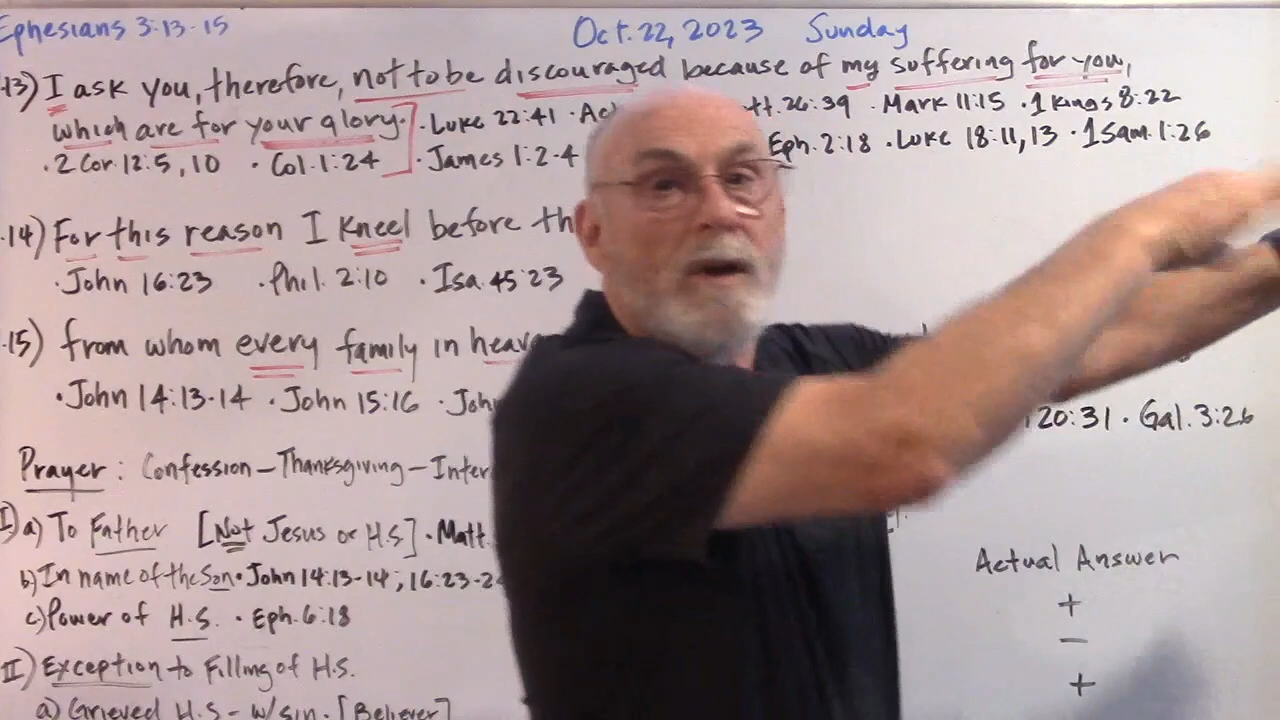 Ephesians 3:13-15 Oct. 22, 2023 Sunday
13) I ask you, therefore, not to be discouraged because of my suffering for you,
which are for your glory. · Luke 22:41 · 26:39 · Mark 11:15 · 1 Kings 8:22
· 2 Cor. 12:5, 10 · Col. 1:24 · James 1:2-4 Eph. 2:18 · Luke 18:11, 13 · 1 Sam. 1:26
14) For this reason I kneel before
· John 16:23 · Phil. 2:10 · Isa. 45:23
15) from whom every family in
· John 14:13-14 · John 15:16 · 20:31 · Gal. 3:26
Prayer : Confession – Thanksgiving –
I) a) To Father [Not Jesus or H.S] · Matt.
b) In name of the Son · John 14:13-14; 16:23-24
c) Power of H.S. · Eph. 6:18
Actual Answer
+
–
+
II) Exception to Filling of H.S.
a) Grieved H.S – w/sin · [Believer]